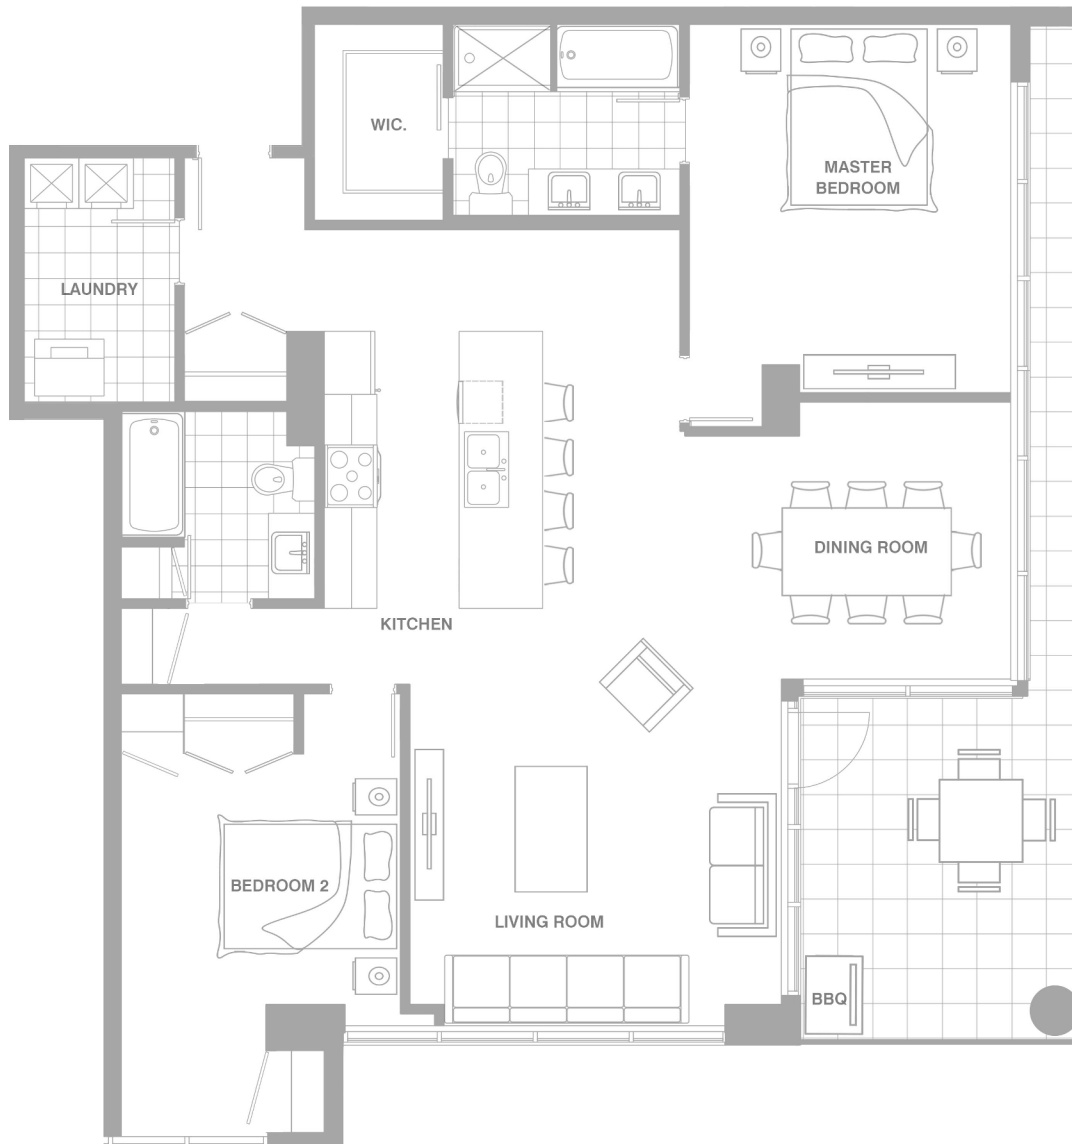 WIC.
MASTER
BEDROOM
LAUNDRY
DINING ROOM
KITCHEN
BEDROOM 2
LIVING ROOM
BBQ